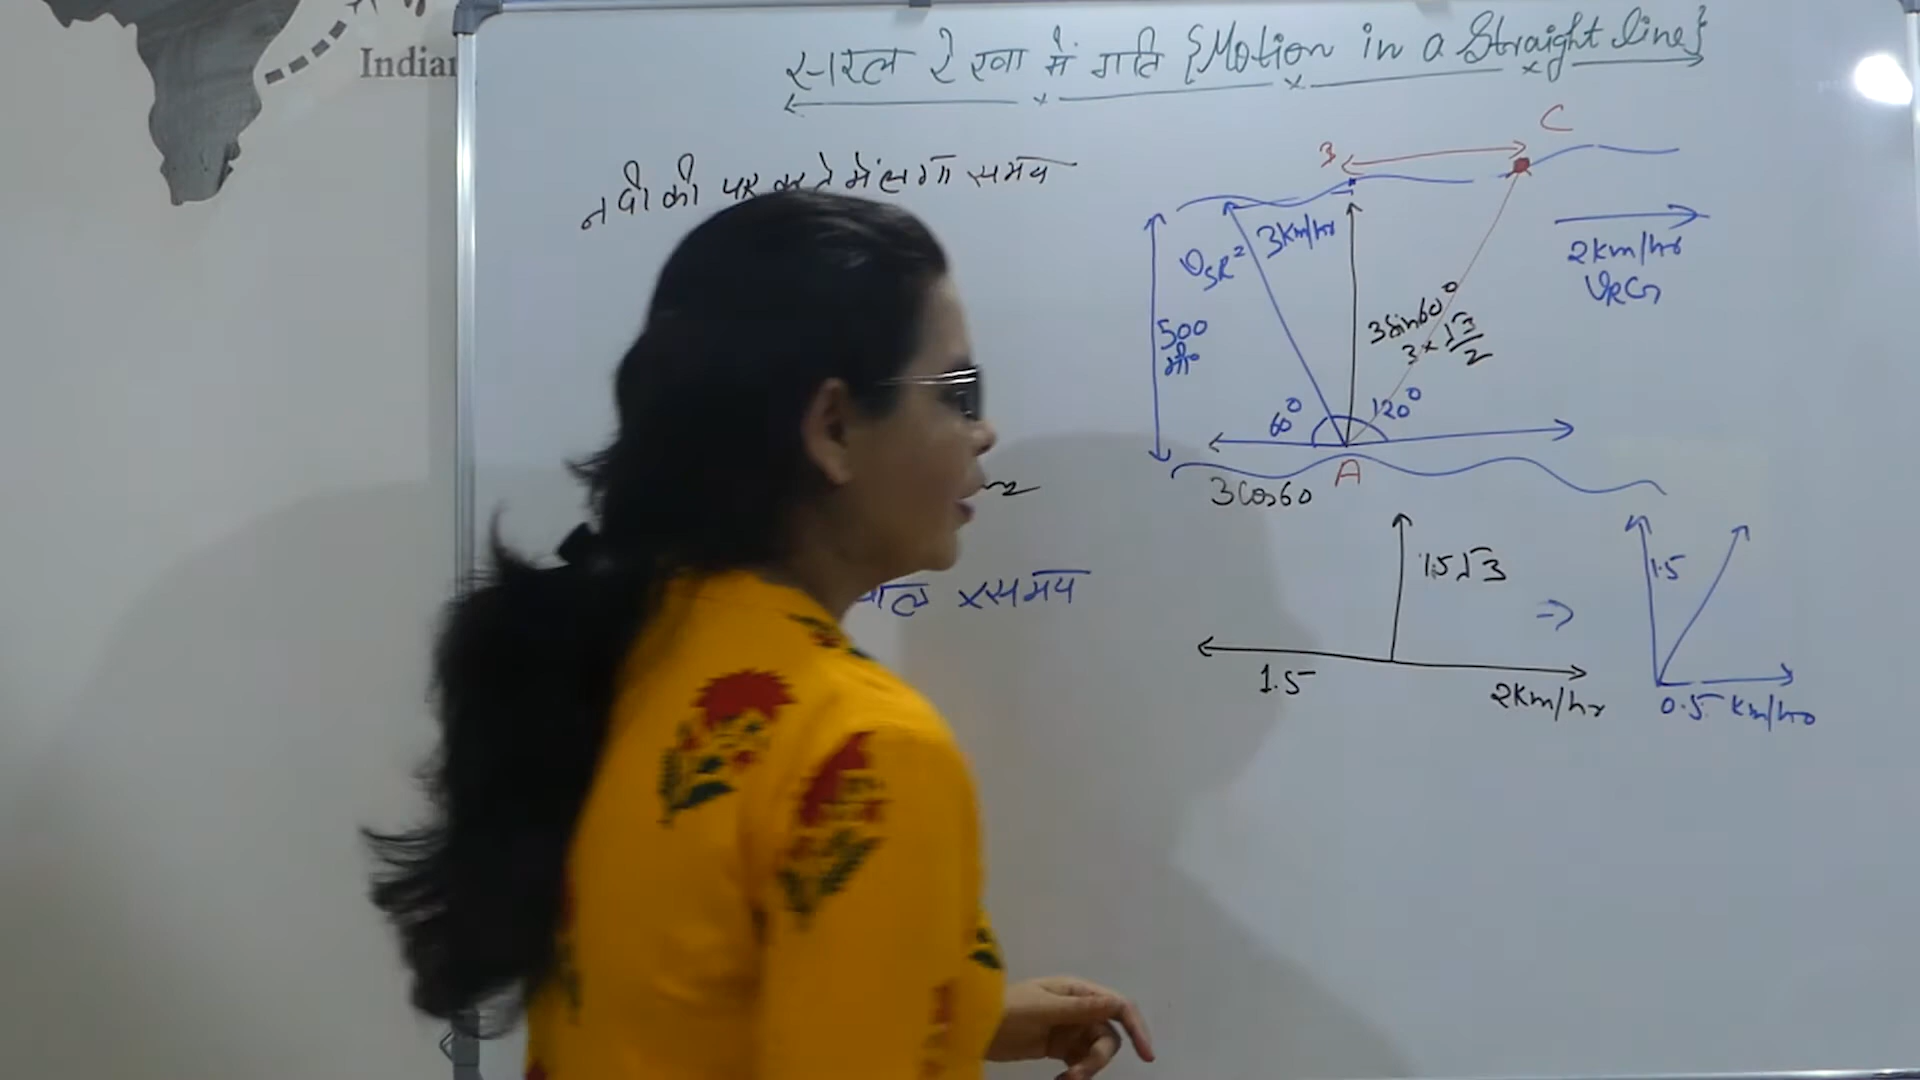 Indian
सरल रेखा में गति {Motion in a Straight line}
नदी को पार करने में लगा समय
C
B
3km/hr
2km/hr
500
मी०
3sin60°
3×√3/2
60°
120°
A
3cos60
×समय
1.5√3
⇒
1.5
1.5
2km/hr
0.5 km/hr